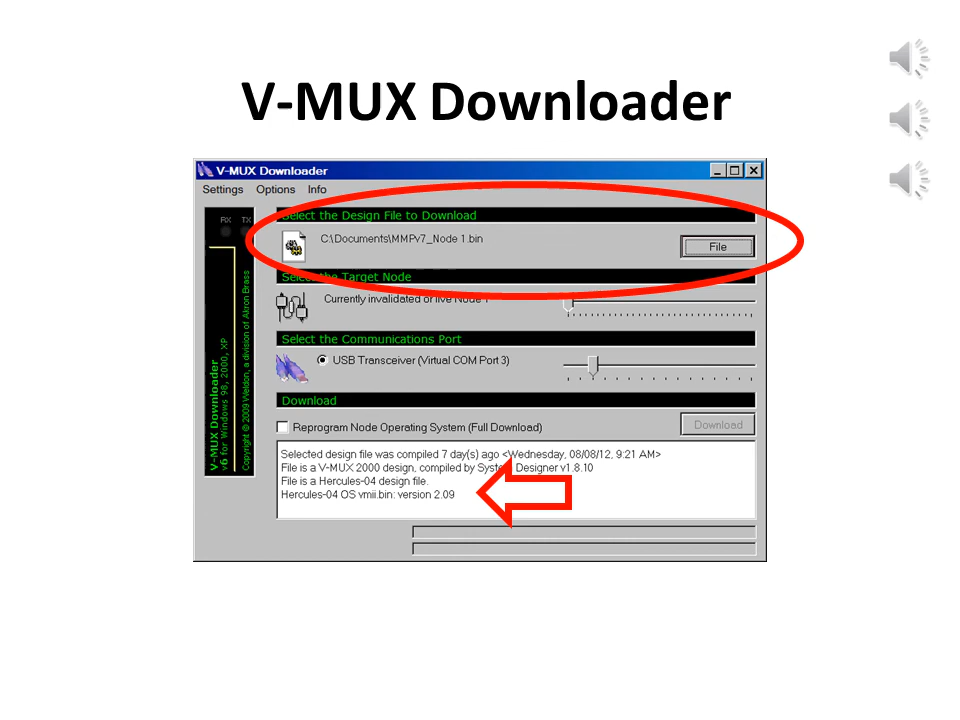 V-MUX Downloader
V-MUX Downloader
Settings Options Info
RX TX
V-MUX Downloader
v6 for Windows 98, 2000, XP
Copyright © 2009 Weldon, a division of Akron Brass
Select the Design File to Download
C:\Documents\MMPv7_Node 1.bin
File
Select the Target Node
Currently invalidated or live Node 1
Select the Communications Port
USB Transceiver (Virtual COM Port 3)
Download
Reprogram Node Operating System (Full Download)
Download
Selected design file was compiled 7 day(s) ago <Wednesday, 08/08/12, 9:21 AM>
File is a V-MUX 2000 design, compiled by System Designer v1.8.10
File is a Hercules-04 design file.
Hercules-04 OS vmii.bin: version 2.09